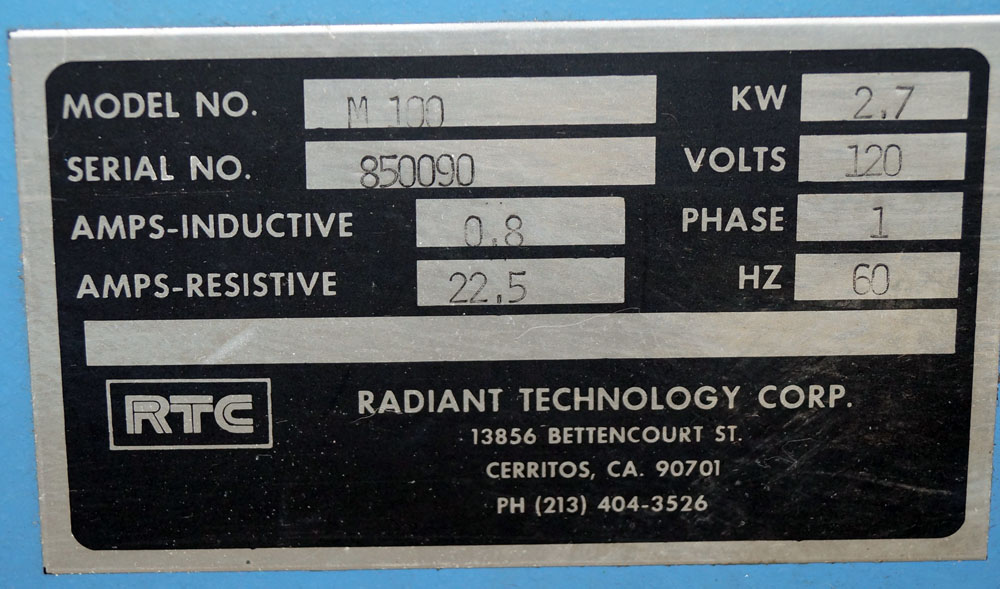 MODEL NO. M 100 KW 2.7
SERIAL NO. 850090 VOLTS 120
AMPS-INDUCTIVE 0.8 PHASE 1
AMPS-RESISTIVE 22.5 HZ 60
RTC RADIANT TECHNOLOGY CORP.
13856 BETTENCOURT ST.
CERRITOS, CA. 90701
PH (213) 404-3526